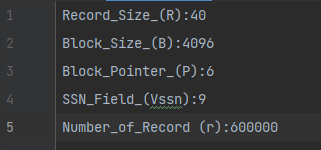 1 Record_Size_(R):40
2 Block_Size_(B):4096
3 Block_Pointer_(P):6
4 SSN_Field_(Vssn):9
5 Number_of_Record (r):600000